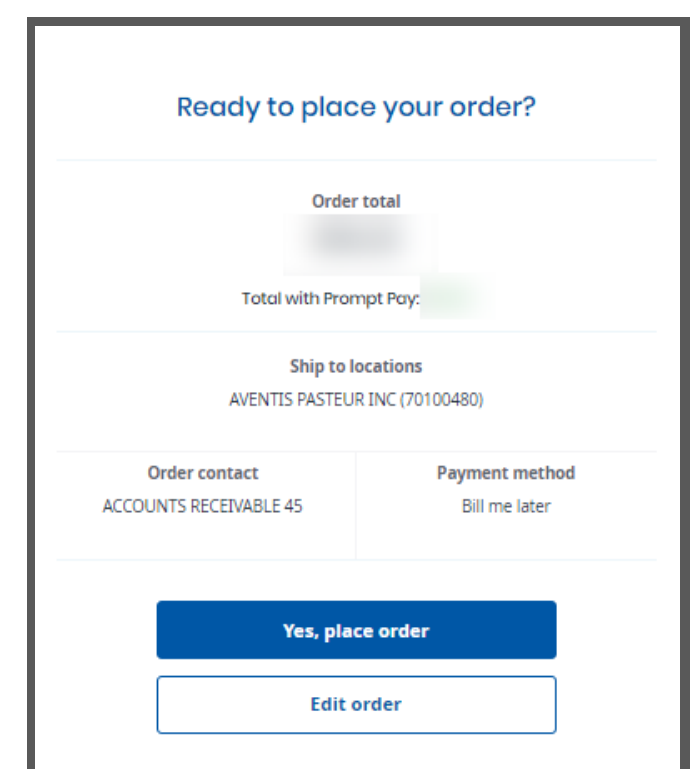 Ready to place your order?
Order total
Total with Prompt Pay:
Ship to locations
AVENTIS PASTEUR INC (70100480)
Order contact
ACCOUNTS RECEIVABLE 45
Payment method
Bill me later
Yes, place order
Edit order